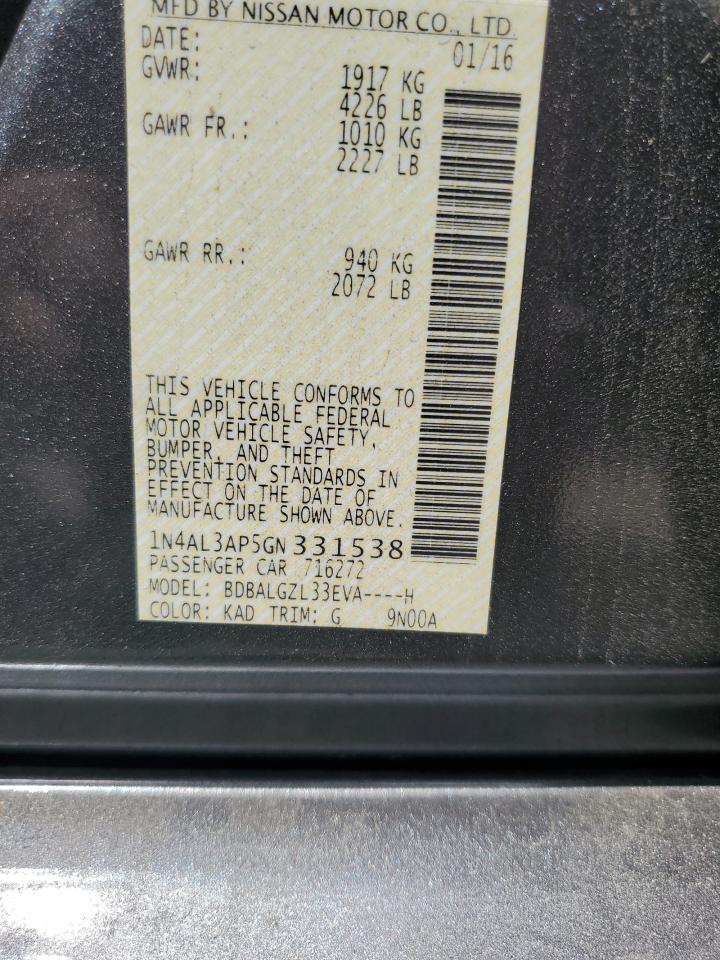 MFD BY NISSAN MOTOR CO., LTD.
DATE: 01/16
GVWR: 1917 KG
4226 LB
GAWR FR.: 1010 KG
2227 LB
GAWR RR.: 940 KG
2072 LB
THIS VEHICLE CONFORMS TO
ALL APPLICABLE FEDERAL
MOTOR VEHICLE SAFETY,
BUMPER, AND THEFT
PREVENTION STANDARDS IN
EFFECT ON THE DATE OF
MANUFACTURE SHOWN ABOVE.
1N4AL3AP5GN331538
PASSENGER CAR 716272
MODEL: BDBALGZL33EVA----H
COLOR: KAD TRIM: G 9N00A